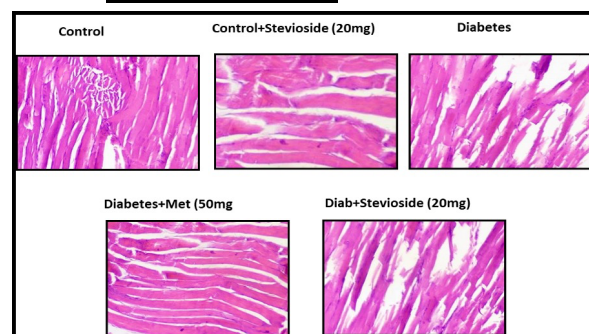 Control
Control+Stevioside (20mg)
Diabetes
Diabetes+Met (50mg
Diab+Stevioside (20mg)